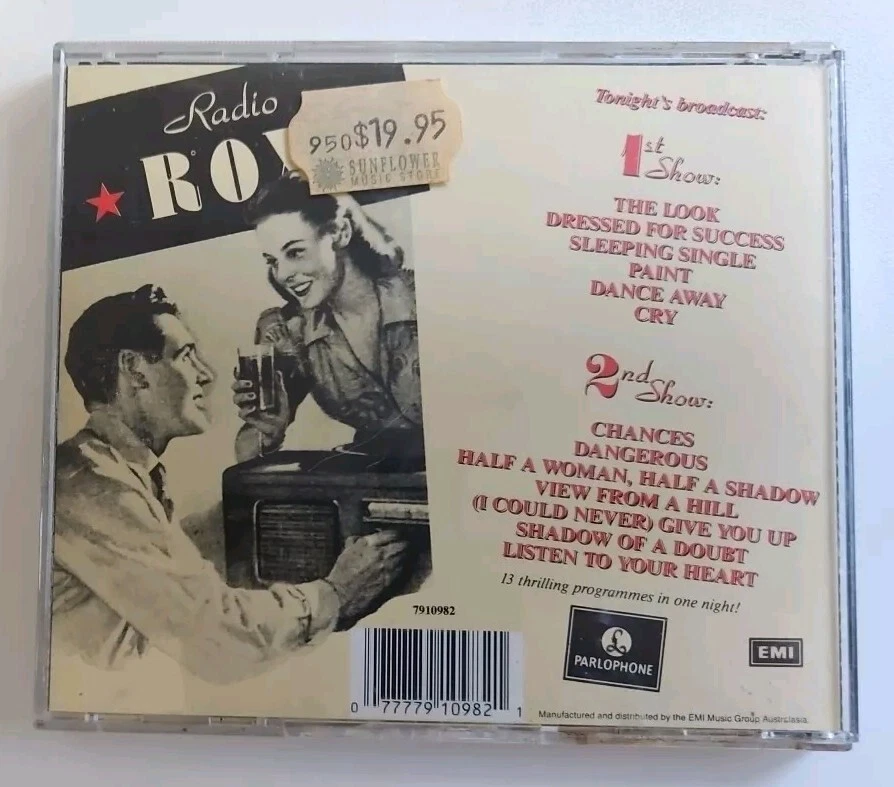 Radio
ROX
950 $19.95
SUNFLOWER
MUSIC STORE
Tonight's broadcast:
1st
Show:
THE LOOK
DRESSED FOR SUCCESS
SLEEPING SINGLE
PAINT
DANCE AWAY
CRY
2nd
Show:
CHANCES
DANGEROUS
HALF A WOMAN, HALF A SHADOW
VIEW FROM A HILL
(I COULD NEVER) GIVE YOU UP
SHADOW OF A DOUBT
LISTEN TO YOUR HEART
13 thrilling programmes in one night!
7910982
0 77779 10982 1
£
PARLOPHONE
EMI
Manufactured and distributed by the EMI Music Group Australasia.